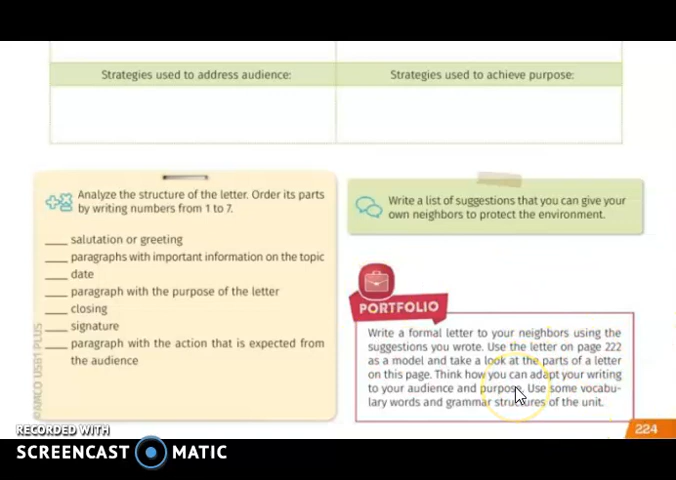 Strategies used to address audience:
Strategies used to achieve purpose:
Analyze the structure of the letter. Order its parts
by writing numbers from 1 to 7.
____ salutation or greeting
____ paragraphs with important information on the topic
____ date
____ paragraph with the purpose of the letter
____ closing
____ signature
____ paragraph with the action that is expected from
the audience
©AMCO USB1 PLUS
Write a list of suggestions that you can give your
own neighbors to protect the environment.
PORTFOLIO
Write a formal letter to your neighbors using the
suggestions you wrote. Use the letter on page 222
as a model and take a look at the parts of a letter
on this page. Think how you can adapt your writing
to your audience and purpose. Use some vocabu-
lary words and grammar structures of the unit.
224
RECORDED WITH
SCREENCAST MATIC